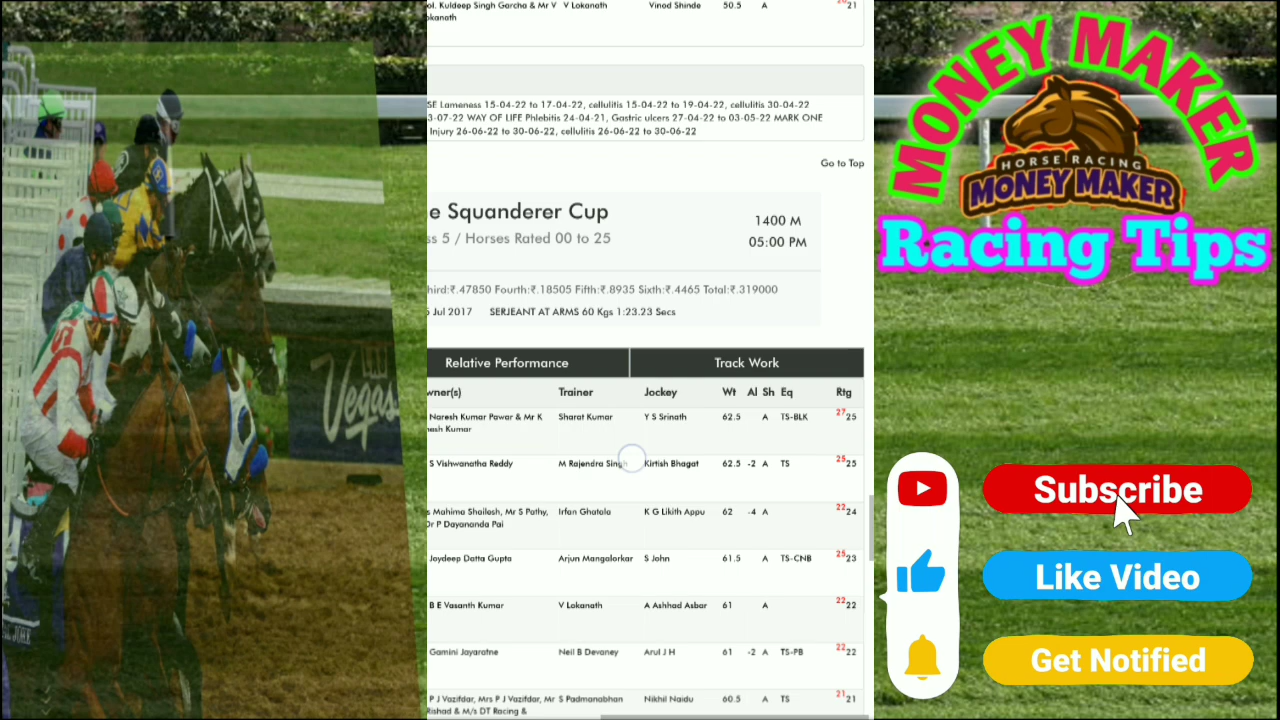 ol. Kuldeep Singh Garcha & Mr V V Lokanath Vinod Shinde 50.5 A 21
okanath
SE Lameness 15-04-22 to 17-04-22, cellulitis 15-04-22 to 19-04-22, cellulitis 30-04-22
3-07-22 WAY OF LIFE Phlebitis 24-04-21, Gastric ulcers 27-04-22 to 03-05-22 MARK ONE
Injury 26-06-22 to 30-06-22, cellulitis 26-06-22 to 30-06-22
Go to Top
e Squanderer Cup
1400 M
ss 5 / Horses Rated 00 to 25
05:00 PM
hird:₹.47850 Fourth:₹.18505 Fifth:₹.8935 Sixth:₹.4465 Total:₹.319000
Jul 2017 SERJEANT AT ARMS 60 Kgs 1:23.23 Secs
Relative Performance Track Work
wner(s) Trainer Jockey Wt Al Sh Eq Rtg
Naresh Kumar Pawar & Mr K Sharat Kumar Y S Srinath 62.5 A TS-BLK 27 25
nesh Kumar
S Vishwanatha Reddy M Rajendra Singh Kirtish Bhagat 62.5 -2 A TS 25 25
s Mahima Shailesh, Mr S Pathy, Irfan Ghatala K G Likith Appu 62 -4 A 22 24
Dr P Dayananda Pai
Joydeep Datta Gupta Arjun Mangalorkar S John 61.5 A TS-CNB 25 23
B E Vasanth Kumar V Lokanath A Ashhad Asbar 61 A 22 22
Gamini Jayaratne Neil B Devaney Arul J H 61 -2 A TS-PB 22 22
P J Vazifdar, Mrs P J Vazifdar, Mr S Padmanabhan Nikhil Naidu 60.5 A TS 21 21
Rishad & M/s DT Racing &
Vegas
MONEY MAKER
HORSE RACING
MONEY MAKER
Racing Tips
Subscribe
Like Video
Get Notified